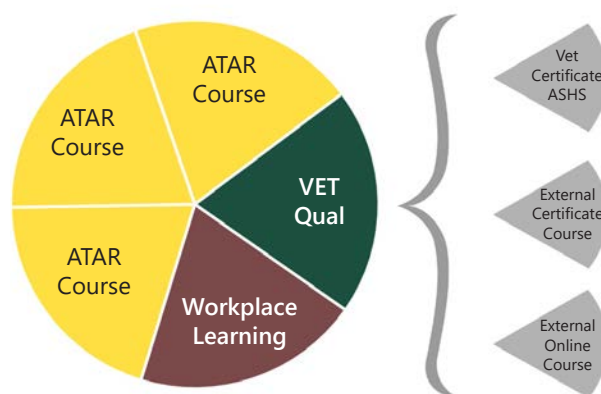 ATAR
Course
ATAR
Course
ATAR
Course
VET
Qual
Workplace
Learning
Vet
Certificate
ASHS
External
Certificate
Course
External
Online
Course